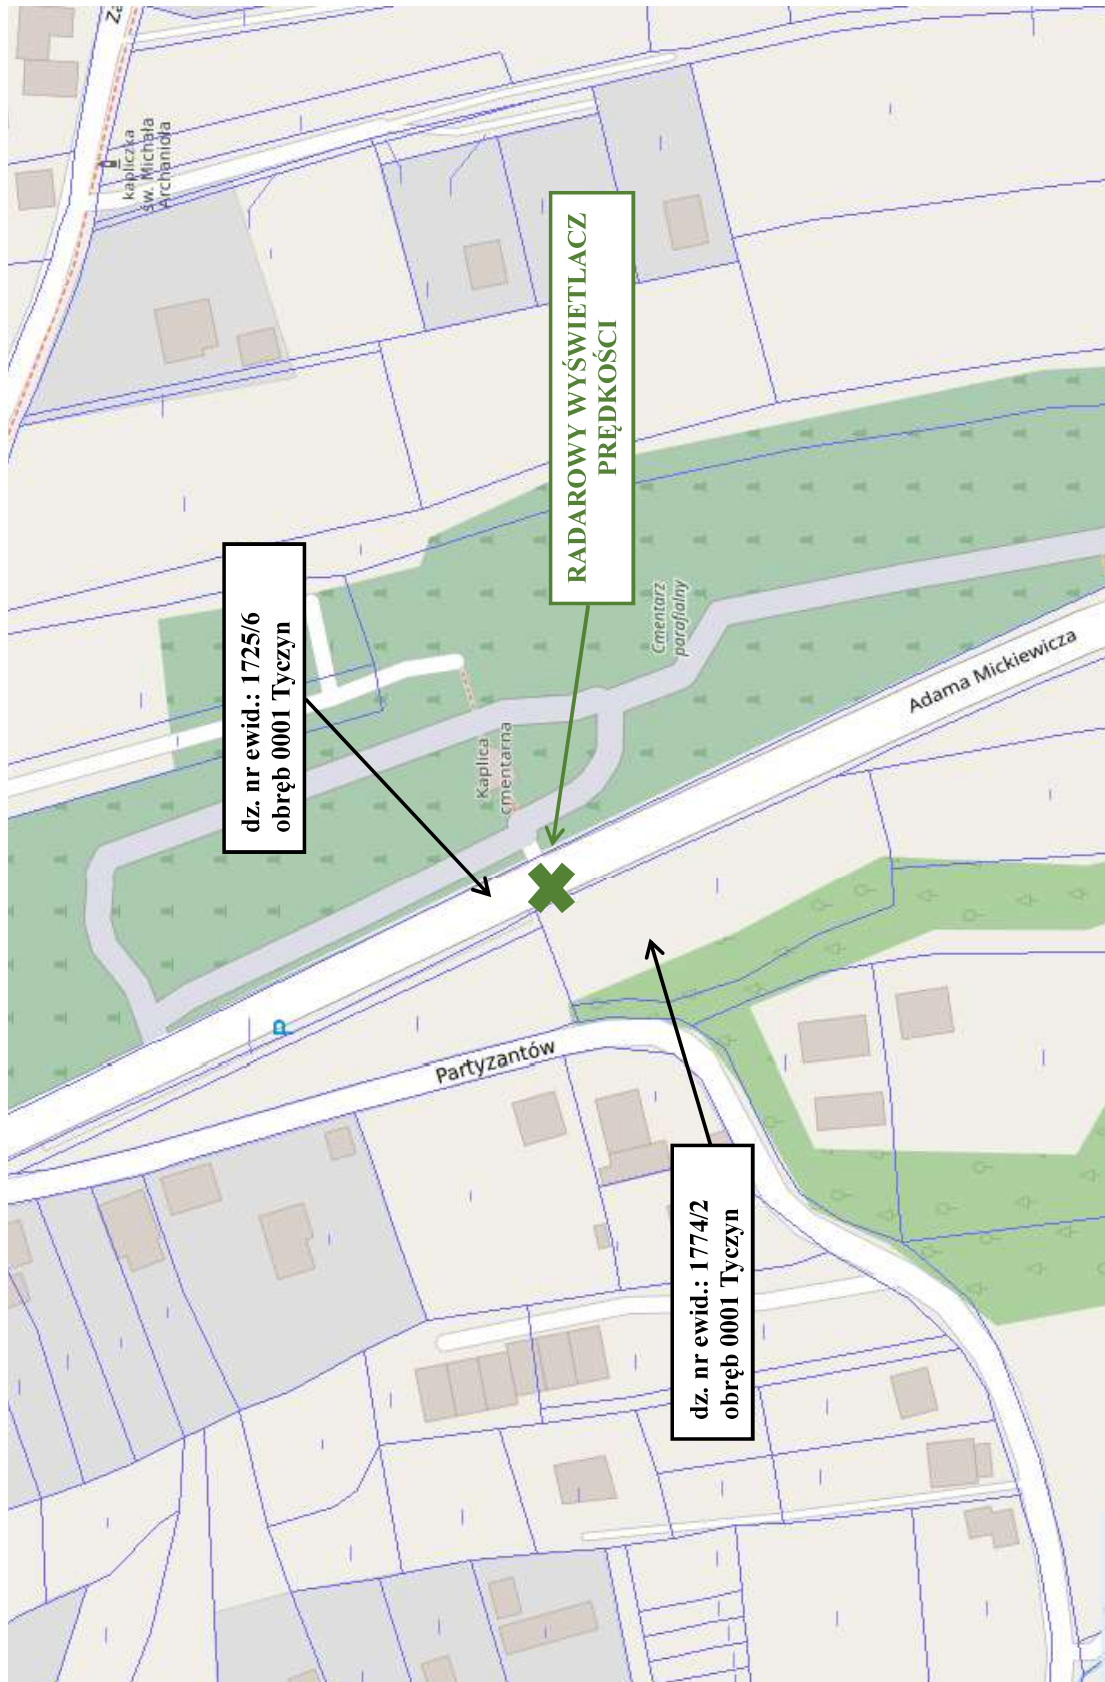 dz. nr ewid.: 1725/6
obręb 0001 Tyczyn
RADAROWY WYŚWIETLACZ
PRĘDKOŚCI
dz. nr ewid.: 1774/2
obręb 0001 Tyczyn
kapliczka
św. Michała
Archanioła
Kaplica
cmentarna
Cmentarz
parafialny
Adama Mickiewicza
Partyzantów
P